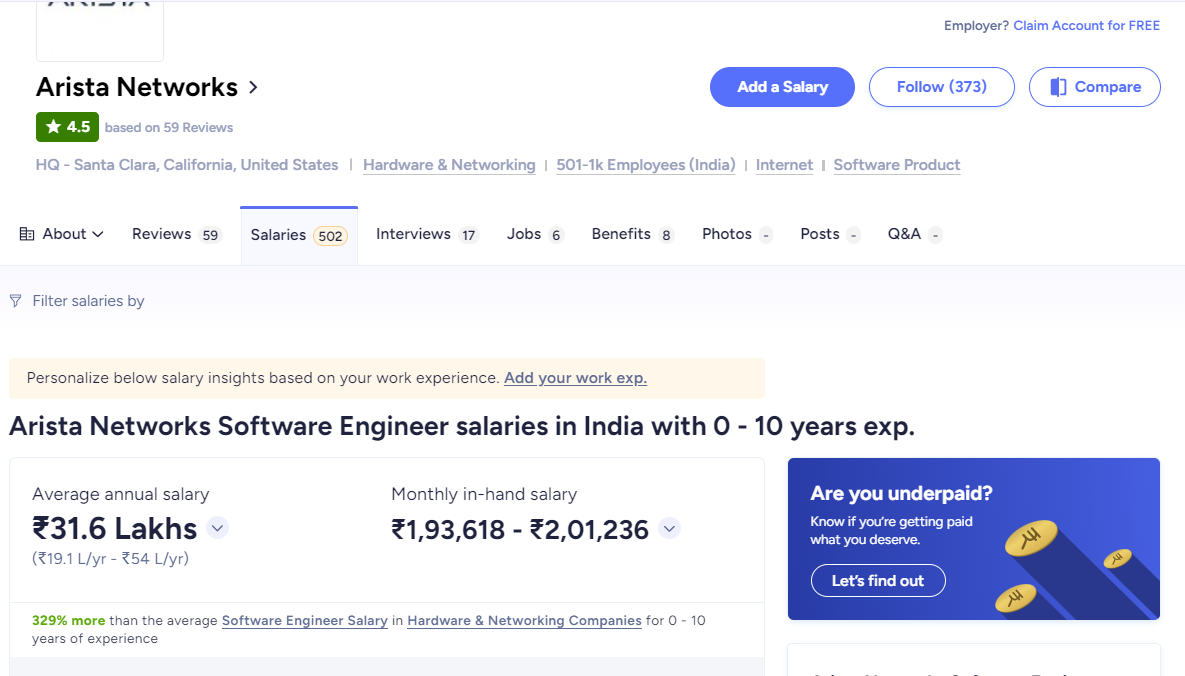 Employer? Claim Account for FREE
Arista Networks
Add a Salary
Follow (373)
Compare
4.5 based on 59 Reviews
HQ - Santa Clara, California, United States | Hardware & Networking | 501-1k Employees (India) | Internet | Software Product
About Reviews 59 Salaries 502 Interviews 17 Jobs 6 Benefits 8 Photos - Posts - Q&A -
Filter salaries by
Personalize below salary insights based on your work experience. Add your work exp.
Arista Networks Software Engineer salaries in India with 0 - 10 years exp.
Average annual salary
₹31.6 Lakhs
(₹19.1 L/yr - ₹54 L/yr)
Monthly in-hand salary
₹1,93,618 - ₹2,01,236
329% more than the average Software Engineer Salary in Hardware & Networking Companies for 0 - 10
years of experience
Are you underpaid?
Know if you're getting paid
what you deserve.
Let's find out